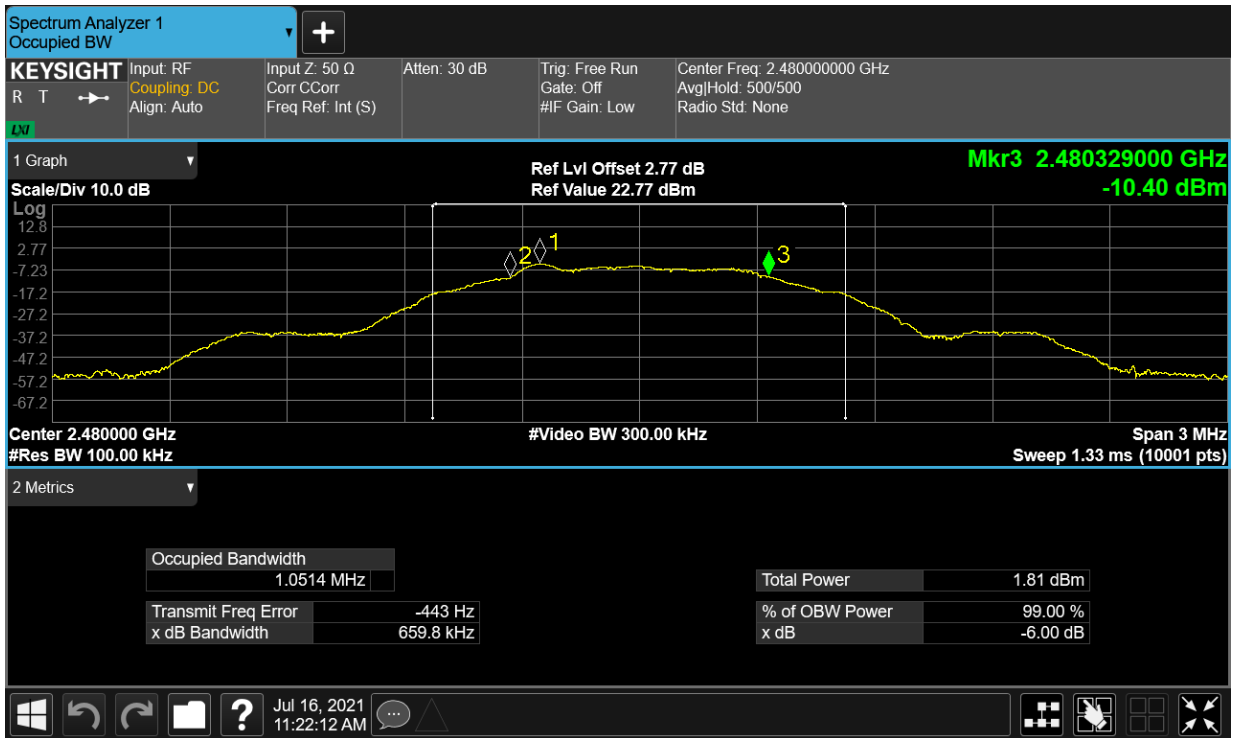 Spectrum Analyzer 1
Occupied BW
KEYSIGHT
R T
LXI
Input: RF
Coupling: DC
Align: Auto
Input Z: 50 Ω
Corr CCorr
Freq Ref: Int (S)
Atten: 30 dB
Trig: Free Run
Gate: Off
#IF Gain: Low
Center Freq: 2.480000000 GHz
Avg|Hold: 500/500
Radio Std: None
1 Graph
Scale/Div 10.0 dB
Ref Lvl Offset 2.77 dB
Ref Value 22.77 dBm
Mkr3 2.480329000 GHz
-10.40 dBm
Log
12.8
2.77
-7.23
-17.2
-27.2
-37.2
-47.2
-57.2
-67.2
2
1
3
Center 2.480000 GHz
#Video BW 300.00 kHz
Span 3 MHz
#Res BW 100.00 kHz
Sweep 1.33 ms (10001 pts)
2 Metrics
Occupied Bandwidth
1.0514 MHz
Total Power 1.81 dBm
Transmit Freq Error -443 Hz
% of OBW Power 99.00 %
x dB Bandwidth 659.8 kHz
x dB -6.00 dB
?
Jul 16, 2021
11:22:12 AM